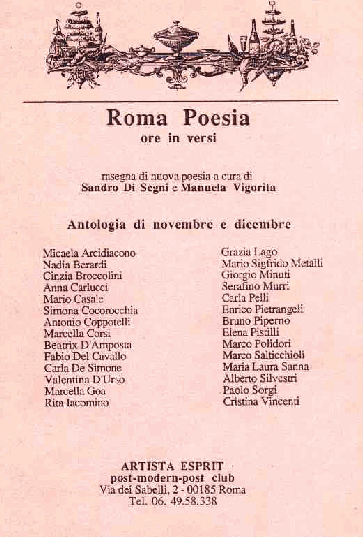 Roma Poesia
ore in versi
rassegna di nuova poesia a cura di
Sandro Di Segni e Manuela Vigorita
Antologia di novembre e dicembre
Micaela Arcidiacono
Nadia Berardi
Cinzia Broccolini
Anna Carlucci
Mario Casale
Simona Cocorocchia
Antonio Coppotelli
Marcella Corsi
Beatrix D'Amposta
Fabio Del Cavallo
Carla De Simone
Valentina D'Urso
Marcella Goa
Rita Iacomino
Grazia Lago
Mario Sigfrido Metalli
Giorgio Minuti
Serafino Murri
Carla Pelli
Enrico Pietrangeli
Bruno Piperno
Elena Pistilli
Marco Polidori
Marco Salticchioli
Maria Laura Sanna
Alberto Silvestri
Paolo Sorgi
Cristina Vincenti
ARTISTA ESPRIT
post-modern-post club
Via dei Sabelli, 2 - 00185 Roma
Tel. 06. 49.58.338